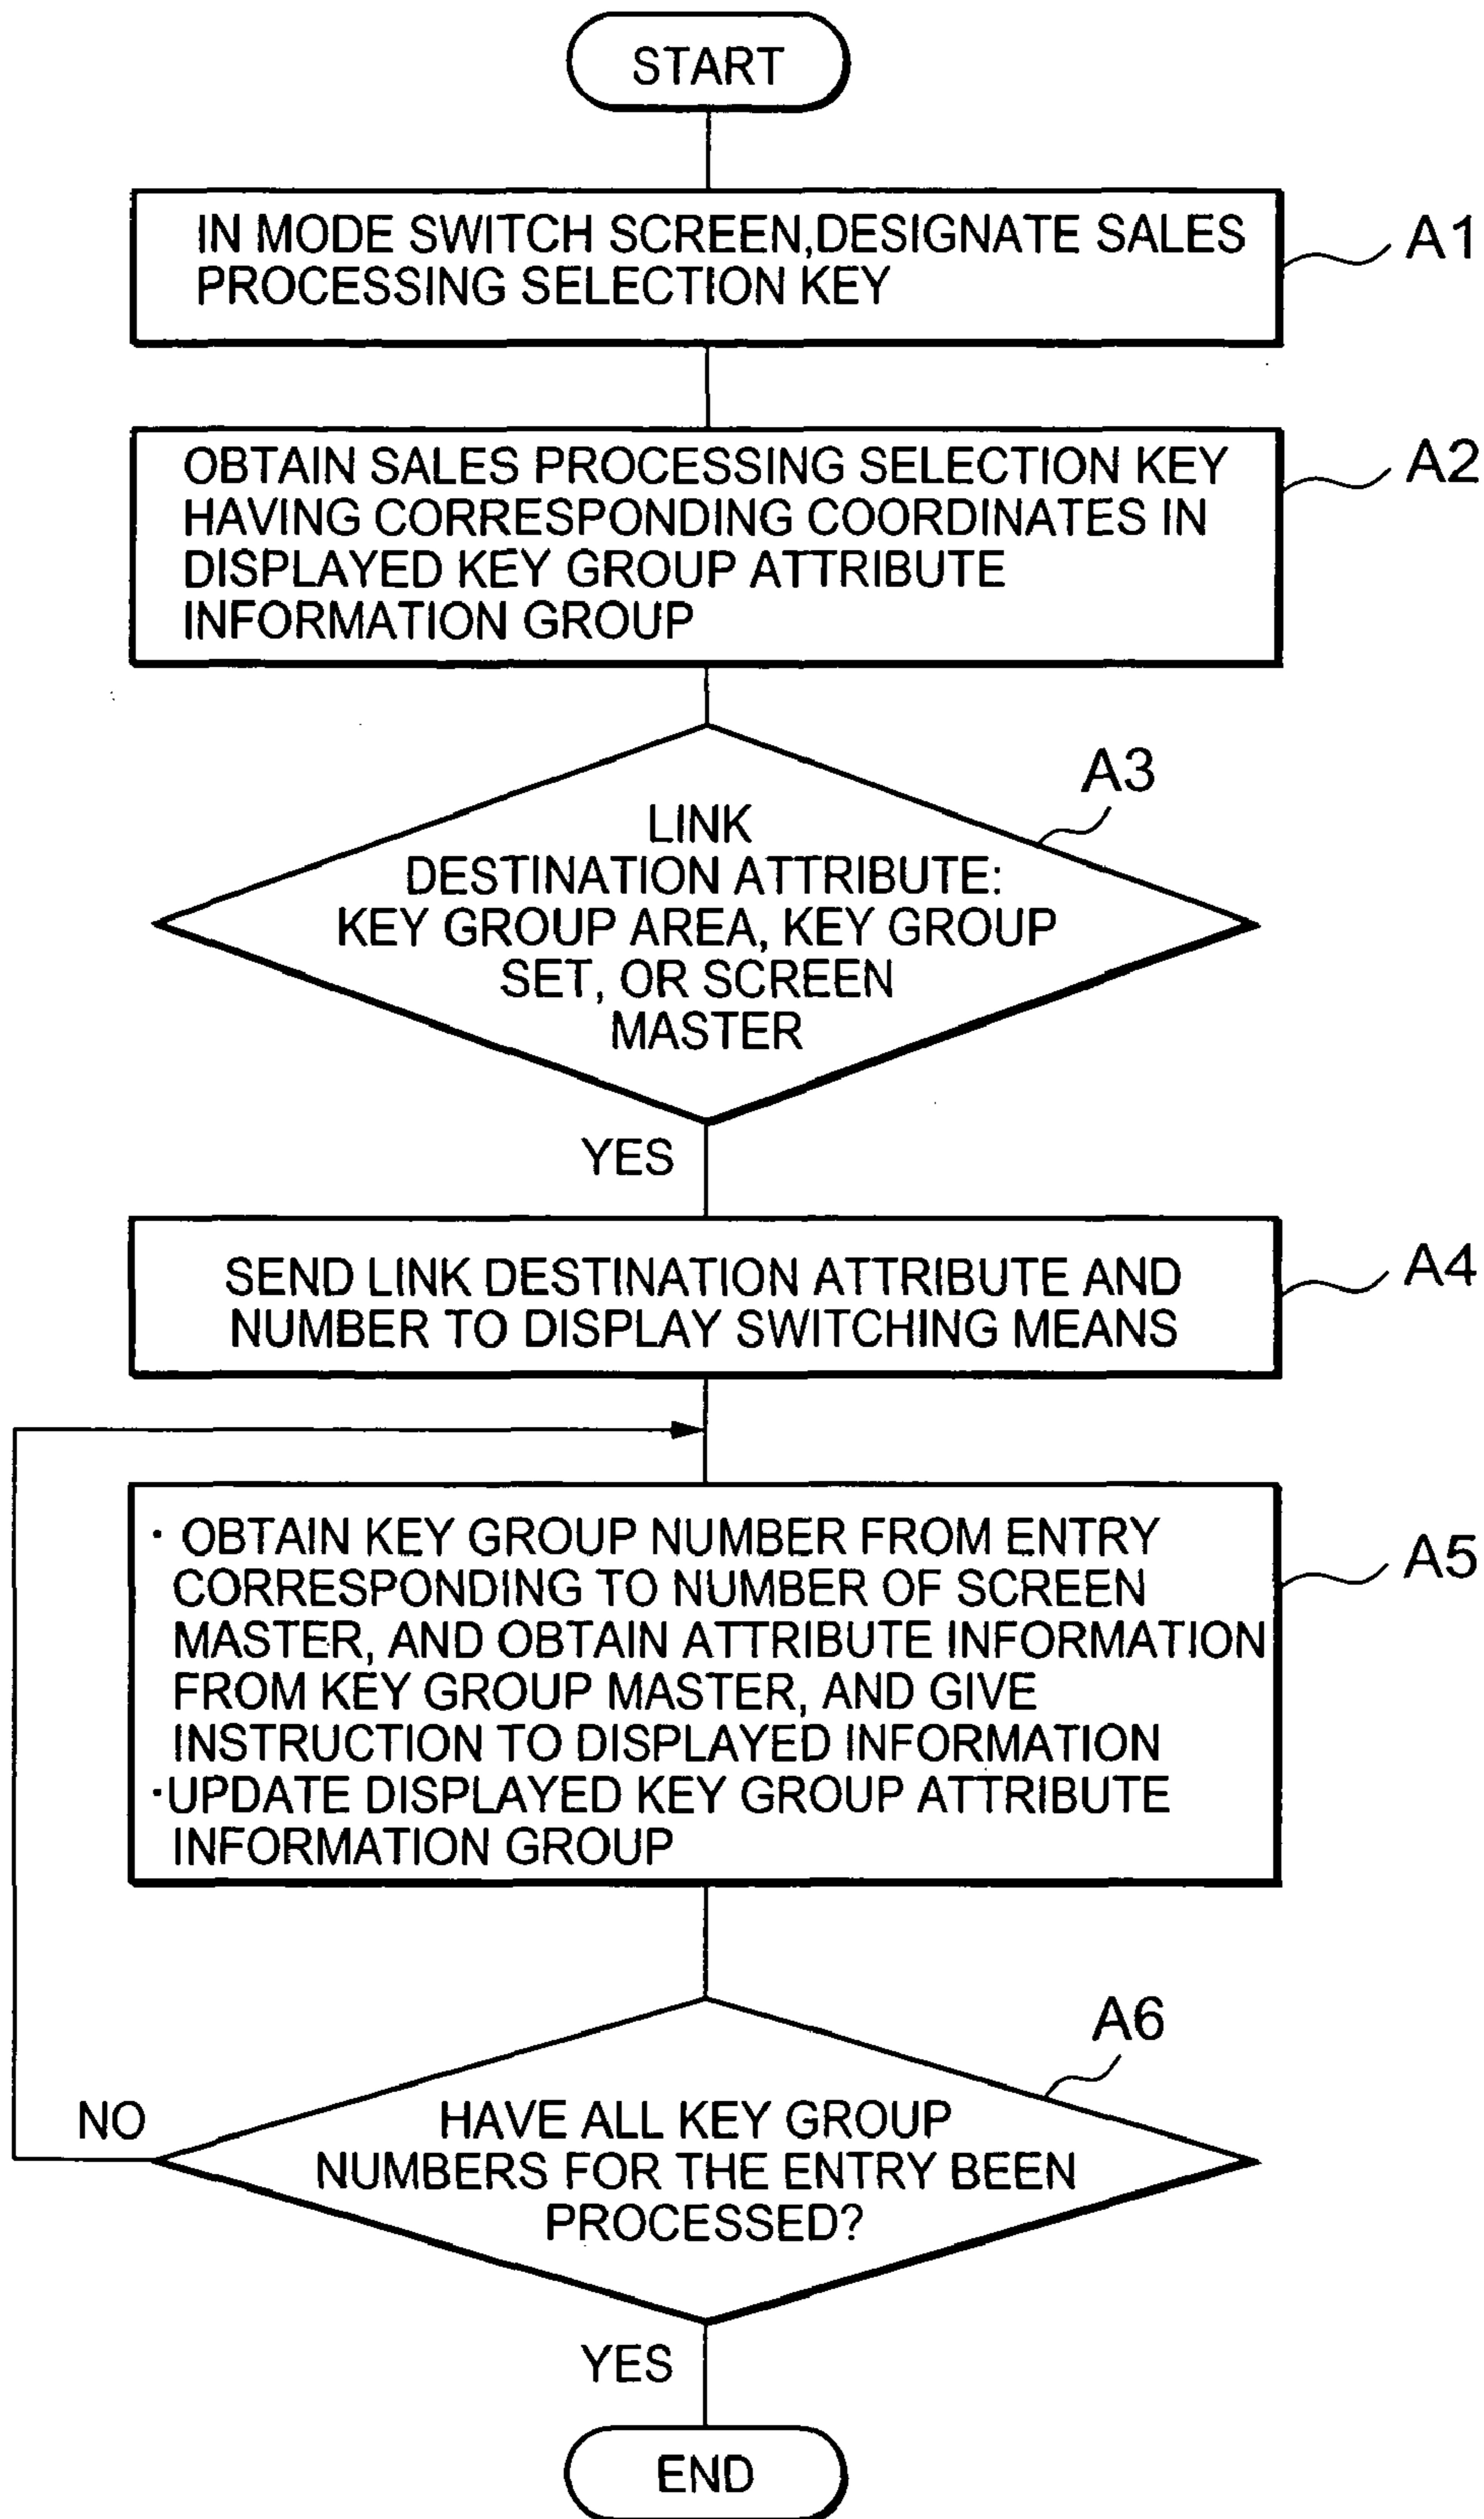 START
IN MODE SWITCH SCREEN,DESIGNATE SALES
PROCESSING SELECTION KEY
A1
OBTAIN SALES PROCESSING SELECTION KEY
HAVING CORRESPONDING COORDINATES IN
DISPLAYED KEY GROUP ATTRIBUTE
INFORMATION GROUP
A2
A3
LINK
DESTINATION ATTRIBUTE:
KEY GROUP AREA, KEY GROUP
SET, OR SCREEN
MASTER
YES
SEND LINK DESTINATION ATTRIBUTE AND
NUMBER TO DISPLAY SWITCHING MEANS
A4
· OBTAIN KEY GROUP NUMBER FROM ENTRY
CORRESPONDING TO NUMBER OF SCREEN
MASTER, AND OBTAIN ATTRIBUTE INFORMATION
FROM KEY GROUP MASTER, AND GIVE
INSTRUCTION TO DISPLAYED INFORMATION
·UPDATE DISPLAYED KEY GROUP ATTRIBUTE
INFORMATION GROUP
A5
A6
NO
HAVE ALL KEY GROUP
NUMBERS FOR THE ENTRY BEEN
PROCESSED?
YES
END